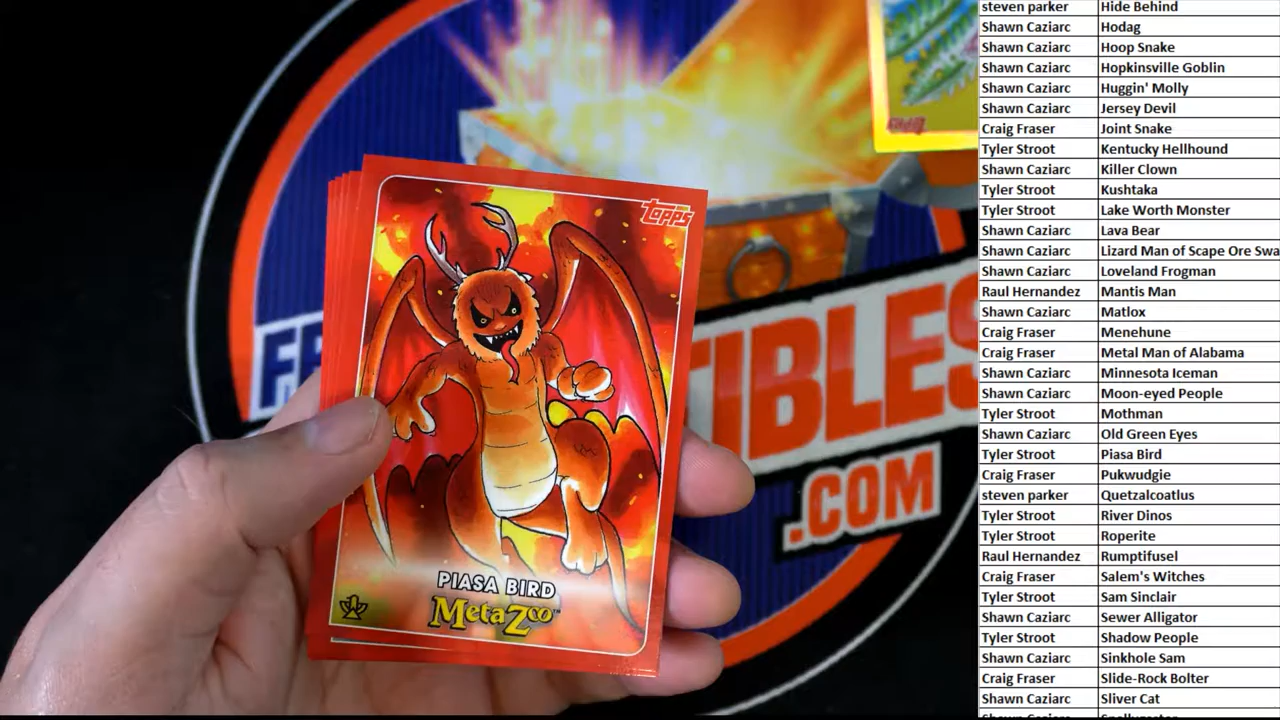 topps
PIASA BIRD
MetaZoo™
TIBLES
.COM
Topps
steven parker Hide Behind
Shawn Caziarc Hodag
Shawn Caziarc Hoop Snake
Shawn Caziarc Hopkinsville Goblin
Shawn Caziarc Huggin' Molly
Shawn Caziarc Jersey Devil
Craig Fraser Joint Snake
Tyler Stroot Kentucky Hellhound
Shawn Caziarc Killer Clown
Tyler Stroot Kushtaka
Tyler Stroot Lake Worth Monster
Shawn Caziarc Lava Bear
Shawn Caziarc Lizard Man of Scape Ore Swa
Shawn Caziarc Loveland Frogman
Raul Hernandez Mantis Man
Shawn Caziarc Matlox
Craig Fraser Menehune
Craig Fraser Metal Man of Alabama
Shawn Caziarc Minnesota Iceman
Shawn Caziarc Moon-eyed People
Tyler Stroot Mothman
Shawn Caziarc Old Green Eyes
Tyler Stroot Piasa Bird
Craig Fraser Pukwudgie
steven parker Quetzalcoatlus
Tyler Stroot River Dinos
Tyler Stroot Roperite
Raul Hernandez Rumptifusel
Craig Fraser Salem's Witches
Tyler Stroot Sam Sinclair
Shawn Caziarc Sewer Alligator
Tyler Stroot Shadow People
Shawn Caziarc Sinkhole Sam
Craig Fraser Slide-Rock Bolter
Shawn Caziarc Sliver Cat